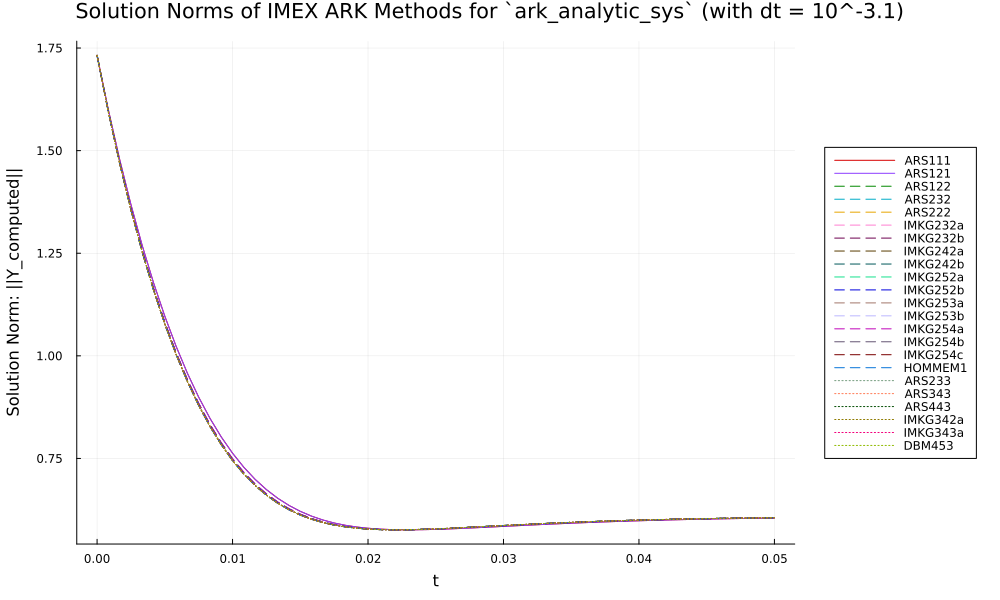 Solution Norms of IMEX ARK Methods for `ark_analytic_sys` (with dt = 10^-3.1)
Solution Norm: ||Y_computed||
1.75
1.50
1.25
1.00
0.75
0.00
0.01
0.02
0.03
0.04
0.05
t
ARS111
ARS121
ARS122
ARS232
ARS222
IMKG232a
IMKG232b
IMKG242a
IMKG242b
IMKG252a
IMKG252b
IMKG253a
IMKG253b
IMKG254a
IMKG254b
IMKG254c
HOMMEM1
ARS233
ARS343
ARS443
IMKG342a
IMKG343a
DBM453